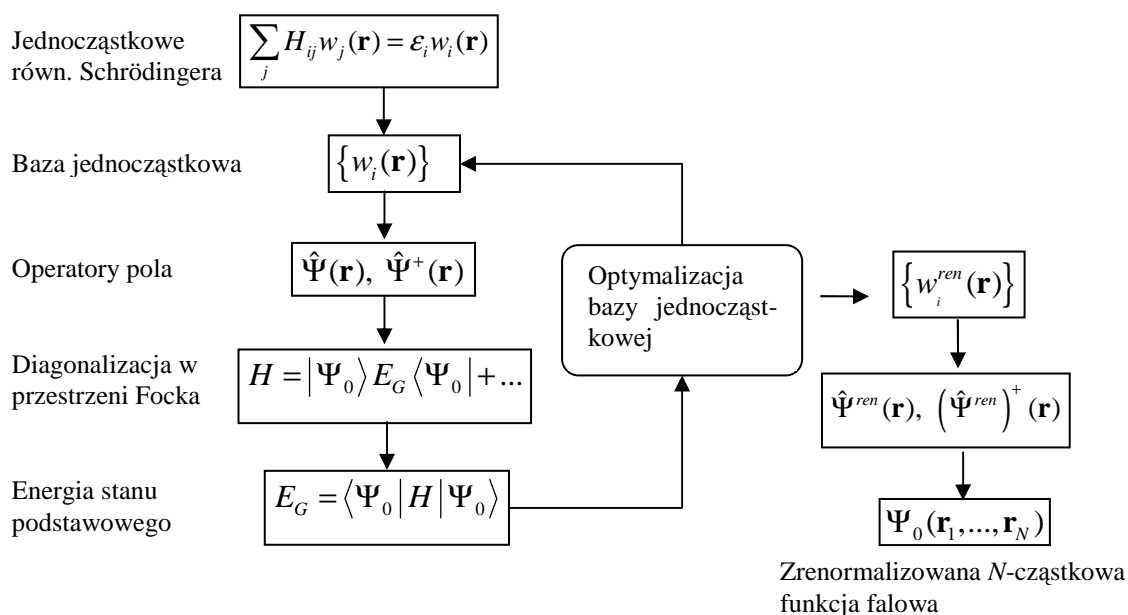 Jednocząstkowe
równ. Schrödingera
∑_j H_{ij} w_j(𝐫) = ε_i w_i(𝐫)
Baza jednocząstkowa
{w_i(𝐫)}
Operatory pola
Ψ̂(𝐫), Ψ̂⁺(𝐫)
Diagonalizacja w
przestrzeni Focka
H = |Ψ_0⟩ E_G ⟨Ψ_0| + ...
Energia stanu
podstawowego
E_G = ⟨Ψ_0|H|Ψ_0⟩
Optymalizacja
bazy jednocząst-
kowej
{w_i^{ren}(𝐫)}
Ψ̂^{ren}(𝐫), (Ψ̂^{ren})⁺(𝐫)
Ψ_0(𝐫_1,...,𝐫_N)
Zrenormalizowana N-cząstkowa
funkcja falowa